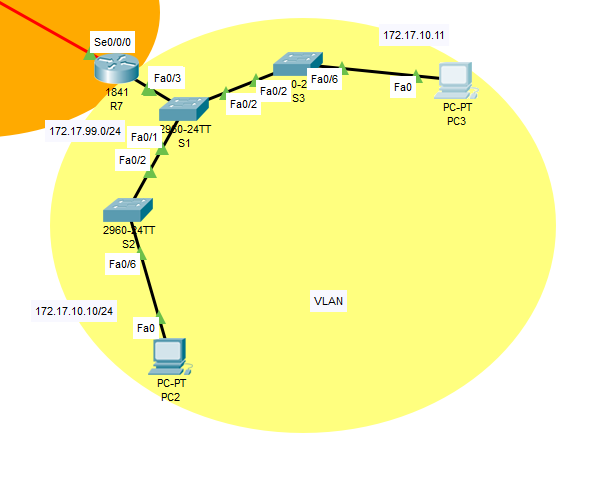 172.17.10.11
Se0/0/0
1841
R7
Fa0/3
0-2
S3
Fa0/6
Fa0
PC-PT
PC3
Fa0/2
Fa0/2
172.17.99.0/24
Fa0/1
2960-24TT
S1
Fa0/2
2960-24TT
S2
Fa0/6
VLAN
172.17.10.10/24
Fa0
PC-PT
PC2